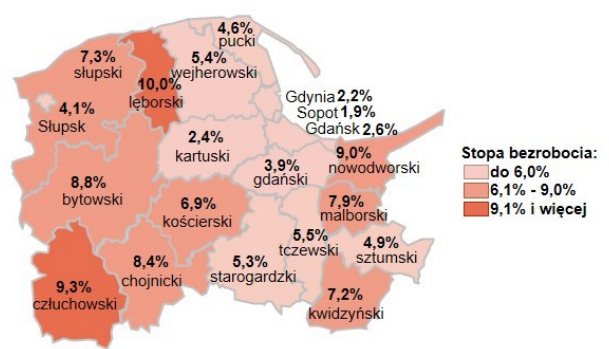 4,6%
pucki
7,3%
słupski
5,4%
wejherowski
10,0%
lęborski
Gdynia 2,2%
Sopot 1,9%
Gdańsk 2,6%
4,1%
Słupsk
2,4%
kartuski
3,9%
gdański
9,0%
nowodworski
Stopa bezrobocia:
do 6,0%
6,1% - 9,0%
9,1% i więcej
8,8%
bytowski
6,9%
kościerski
7,9%
malborski
5,5%
tczewski
4,9%
sztumski
8,4%
chojnicki
5,3%
starogardzki
9,3%
człuchowski
7,2%
kwidzyński